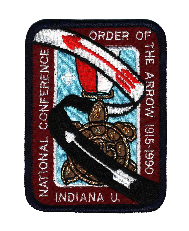 NATIONAL CONFERENCE
ORDER OF
THE ARROW 1915-1990
INDIANA U.